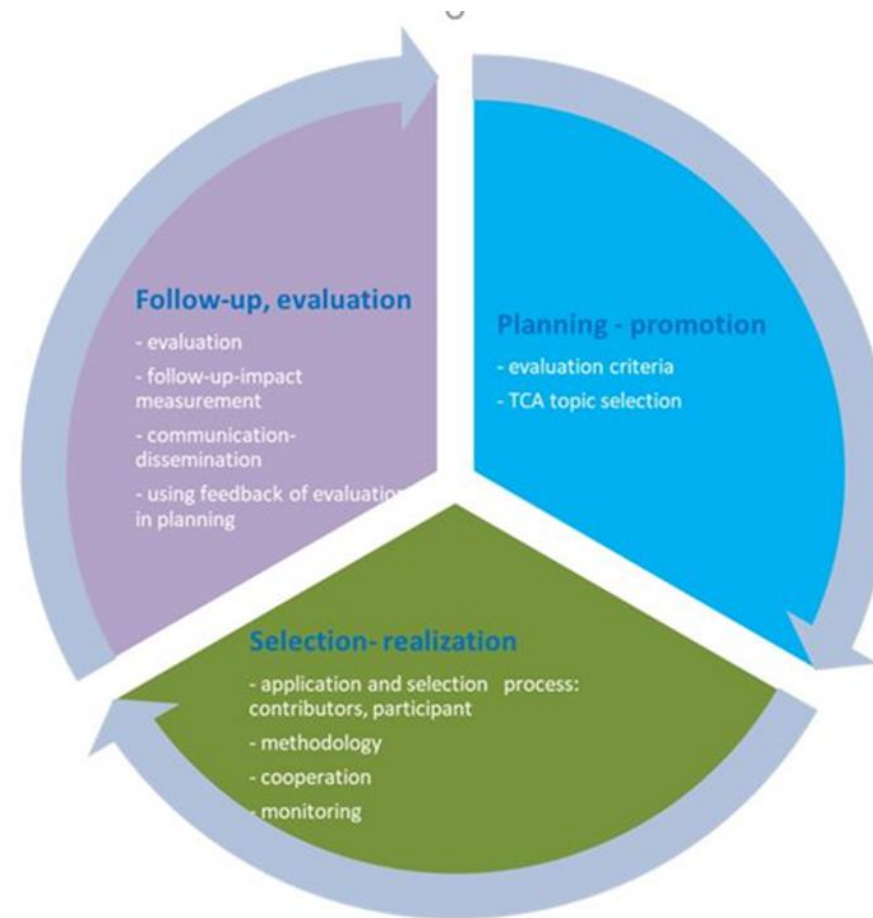 Follow-up, evaluation
- evaluation
- follow-up-impact
measurement
- communication-
dissemination
- using feedback of evaluation
in planning
Planning - promotion
- evaluation criteria
- TCA topic selection
Selection- realization
- application and selection process:
contributors, participant
- methodology
- cooperation
- monitoring